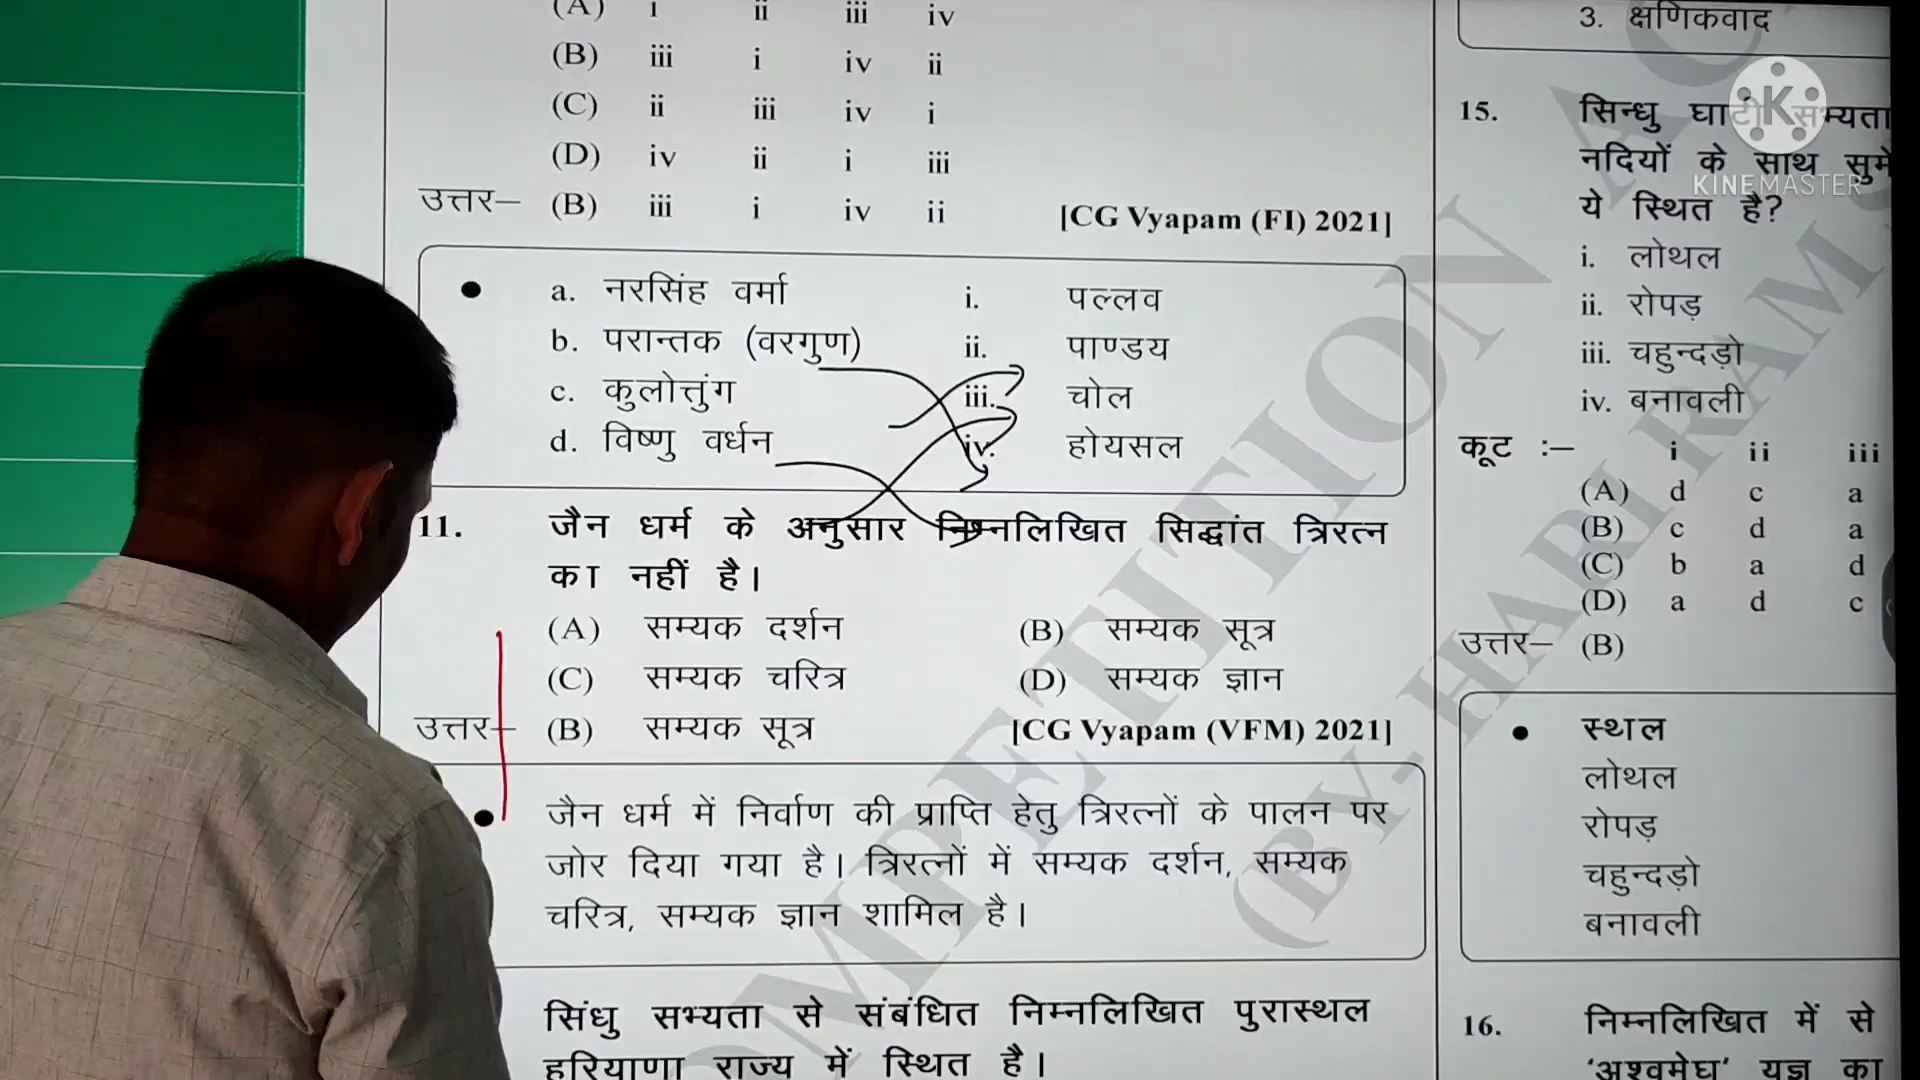 (A) i ii iii iv
(B) iii i iv ii
(C) ii iii iv i
(D) iv ii i iii
उत्तर– (B) iii i iv ii [CG Vyapam (FI) 2021]
a. नरसिंह वर्मा i. पल्लव
b. परान्तक (वरगुण) ii. पाण्डय
c. कुलोत्तुंग iii. चोल
d. विष्णु वर्धन iv. होयसल
11. जैन धर्म के अनुसार निम्नलिखित सिद्धांत त्रिरत्न
का नहीं है।
(A) सम्यक दर्शन (B) सम्यक सूत्र
(C) सम्यक चरित्र (D) सम्यक ज्ञान
उत्तर– (B) सम्यक सूत्र [CG Vyapam (VFM) 2021]
जैन धर्म में निर्वाण की प्राप्ति हेतु त्रिरत्नों के पालन पर
जोर दिया गया है। त्रिरत्नों में सम्यक दर्शन, सम्यक
चरित्र, सम्यक ज्ञान शामिल है।
सिंधु सभ्यता से संबंधित निम्नलिखित पुरास्थल
हरियाणा राज्य में स्थित है।
3. क्षणिकवाद
15. सिन्धु घाटी सभ्यता
नदियों के साथ
ये स्थित है?
i. लोथल
ii. रोपड़
iii. चहुन्दड़ो
iv. बनावली
कूट :– i ii iii
(A) d c a
(B) c d a
(C) b a d
(D) a d c
उत्तर– (B)
स्थल
लोथल
रोपड़
चहुन्दड़ो
बनावली
16. निम्नलिखित में से
‘अश्वमेघ’ यज्ञ का
K
KINEMASTER
(BY- HARI RAM